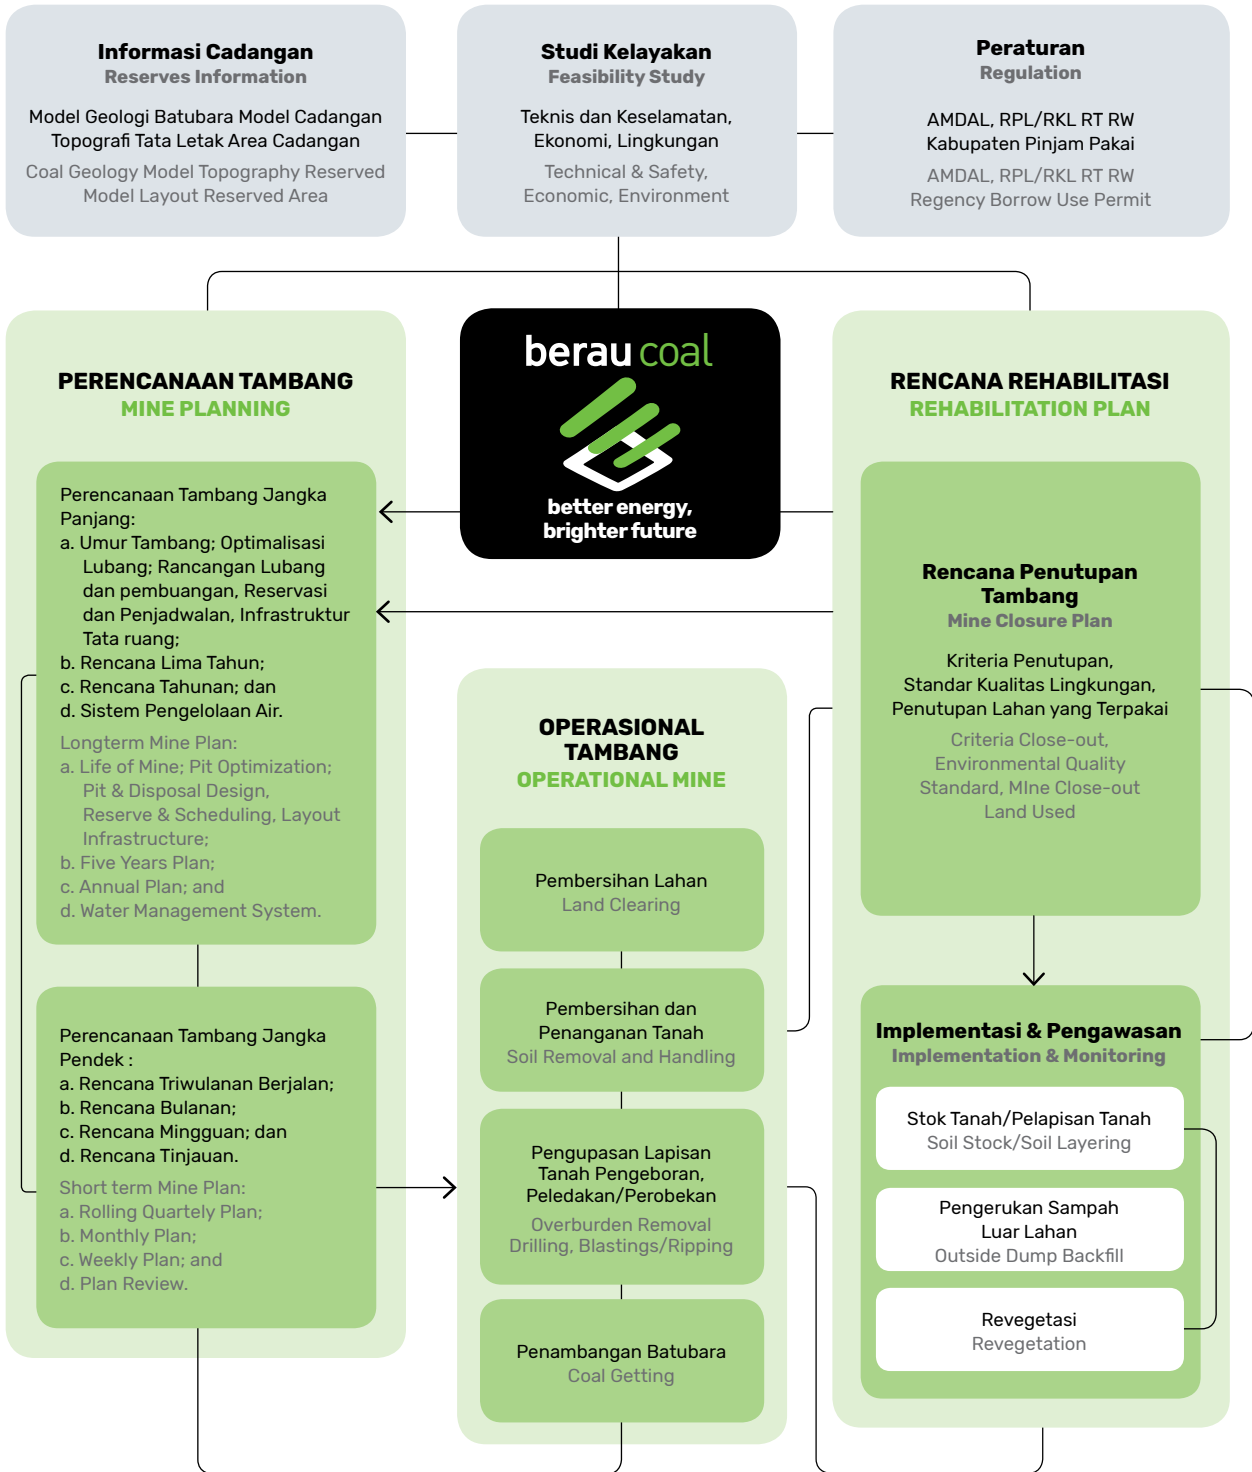 Informasi Cadangan
Reserves Information
Model Geologi Batubara Model Cadangan
Topografi Tata Letak Area Cadangan
Coal Geology Model Topography Reserved
Model Layout Reserved Area
Studi Kelayakan
Feasibility Study
Teknis dan Keselamatan,
Ekonomi, Lingkungan
Technical & Safety,
Economic, Environment
Peraturan
Regulation
AMDAL, RPL/RKL RT RW
Kabupaten Pinjam Pakai
AMDAL, RPL/RKL RT RW
Regency Borrow Use Permit
PERENCANAAN TAMBANG
MINE PLANNING
Perencanaan Tambang Jangka
Panjang:
a. Umur Tambang; Optimalisasi
Lubang; Rancangan Lubang
dan pembuangan, Reservasi
dan Penjadwalan, Infrastruktur
Tata ruang;
b. Rencana Lima Tahun;
c. Rencana Tahunan; dan
d. Sistem Pengelolaan Air.
Longterm Mine Plan:
a. Life of Mine; Pit Optimization;
Pit & Disposal Design,
Reserve & Scheduling, Layout
Infrastructure;
b. Five Years Plan;
c. Annual Plan; and
d. Water Management System.
Perencanaan Tambang Jangka
Pendek :
a. Rencana Triwulanan Berjalan;
b. Rencana Bulanan;
c. Rencana Mingguan; dan
d. Rencana Tinjauan.
Short term Mine Plan:
a. Rolling Quartely Plan;
b. Monthly Plan;
c. Weekly Plan; and
d. Plan Review.
berau coal
better energy,
brighter future
OPERASIONAL
TAMBANG
OPERATIONAL MINE
Pembersihan Lahan
Land Clearing
Pembersihan dan
Penanganan Tanah
Soil Removal and Handling
Pengupasan Lapisan
Tanah Pengeboran,
Peledakan/Perobekan
Overburden Removal
Drilling, Blastings/Ripping
Penambangan Batubara
Coal Getting
RENCANA REHABILITASI
REHABILITATION PLAN
Rencana Penutupan
Tambang
Mine Closure Plan
Kriteria Penutupan,
Standar Kualitas Lingkungan,
Penutupan Lahan yang Terpakai
Criteria Close-out,
Environmental Quality
Standard, MIne Close-out
Land Used
Implementasi & Pengawasan
Implementation & Monitoring
Stok Tanah/Pelapisan Tanah
Soil Stock/Soil Layering
Pengerukan Sampah
Luar Lahan
Outside Dump Backfill
Revegetasi
Revegetation